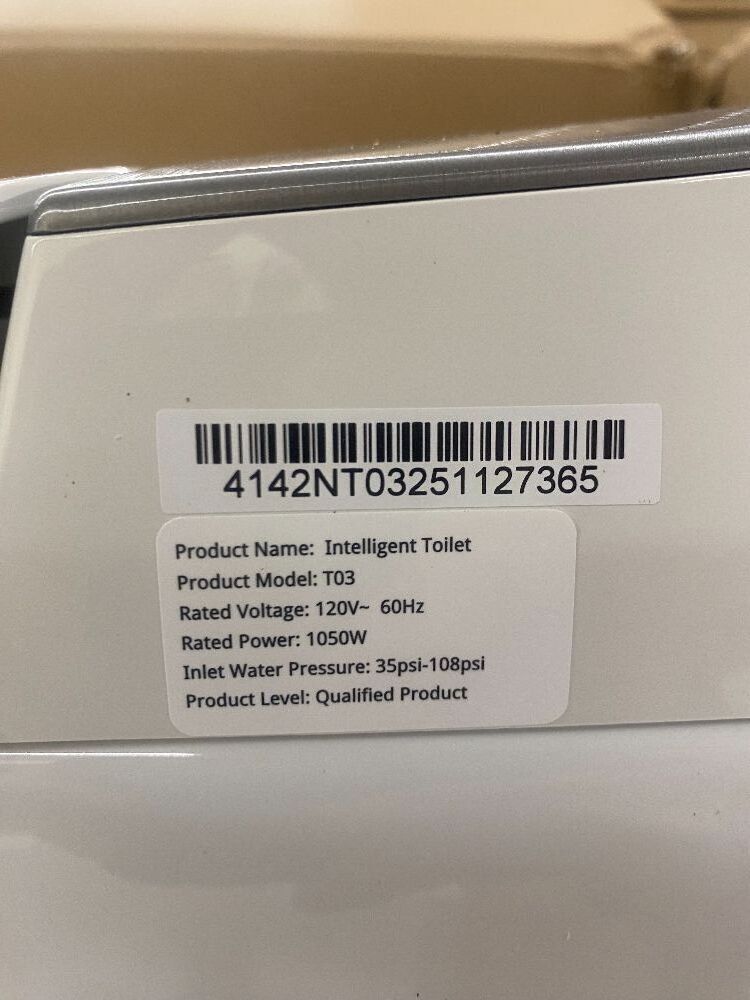 4142NT03251127365
Product Name: Intelligent Toilet
Product Model: T03
Rated Voltage: 120V~ 60Hz
Rated Power: 1050W
Inlet Water Pressure: 35psi-108psi
Product Level: Qualified Product